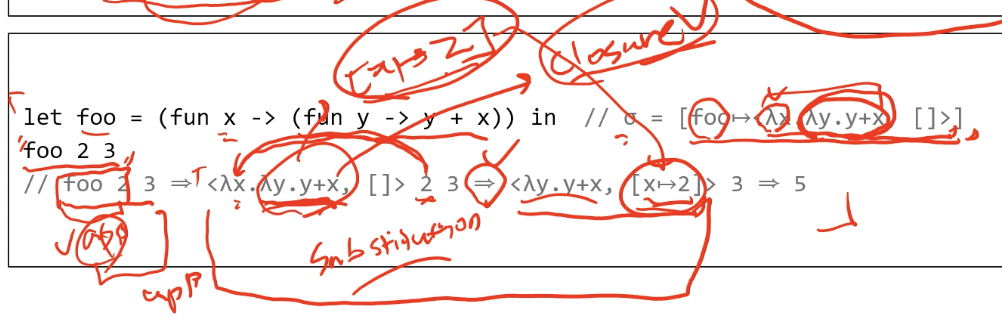 [x↦2]
closure
let foo = (fun x -> (fun y -> y + x)) in // σ = [foo↦<λx.λy.y+x, []>]
foo 2 3
// foo 2 3 ⇒ <λx.λy.y+x, []> 2 3 ⇒ <λy.y+x, [x↦2]> 3 ⇒ 5
app
app
Substitution